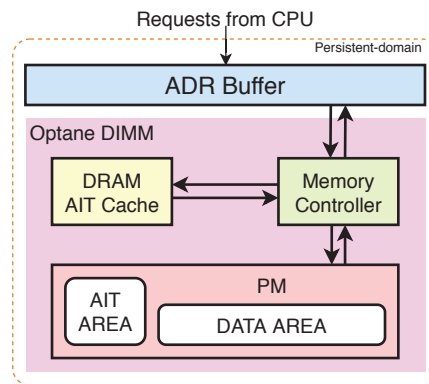 Requests from CPU
Persistent-domain
ADR Buffer
Optane DIMM
DRAM
AIT Cache
Memory
Controller
PM
AIT
AREA
DATA AREA